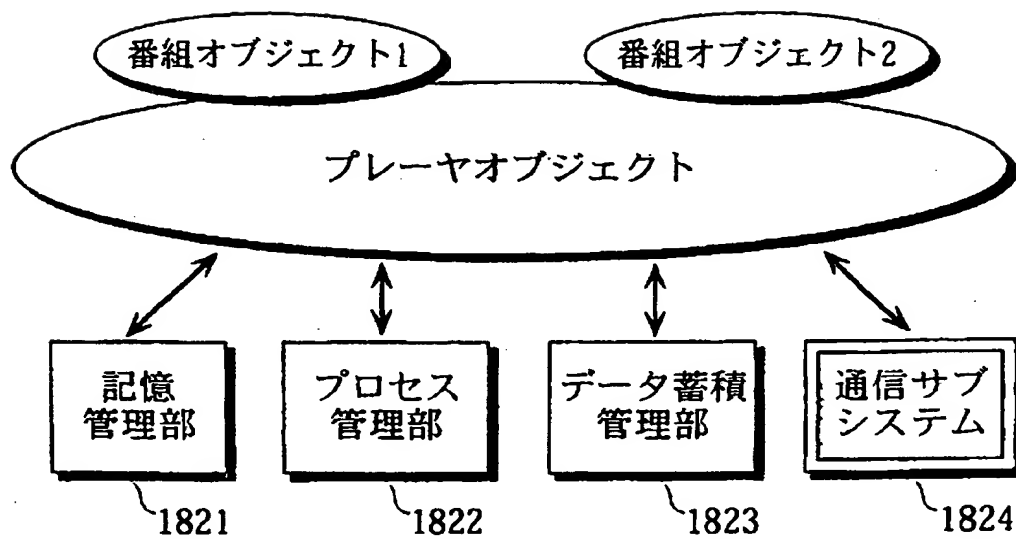 番組オブジェクト1
番組オブジェクト2
プレーヤオブジェクト
記憶
管理部
プロセス
管理部
データ蓄積
管理部
通信サブ
システム
1821
1822
1823
1824